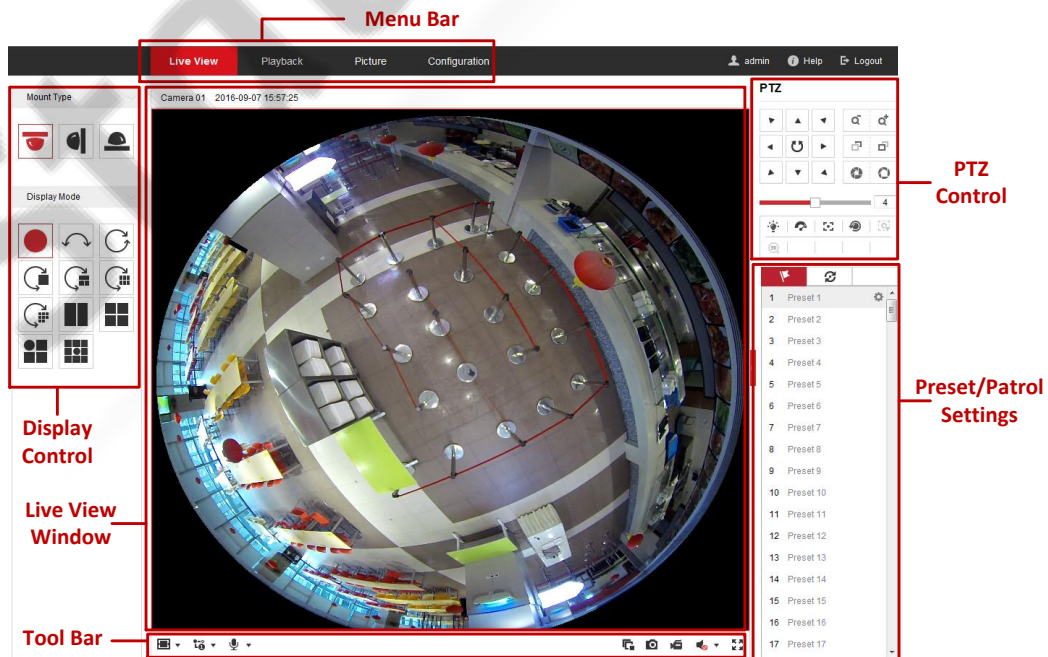 Menu Bar
Live View Playback Picture Configuration admin Help Logout
Mount Type
Display Mode
Camera 01 2016-09-07 15:57:25
PTZ
4
PTZ
Control
1 Preset 1
2 Preset 2
3 Preset 3
4 Preset 4
5 Preset 5
6 Preset 6
7 Preset 7
8 Preset 8
9 Preset 9
10 Preset 10
11 Preset 11
12 Preset 12
13 Preset 13
14 Preset 14
15 Preset 15
16 Preset 16
17 Preset 17
Preset/Patrol
Settings
Display
Control
Live View
Window
Tool Bar